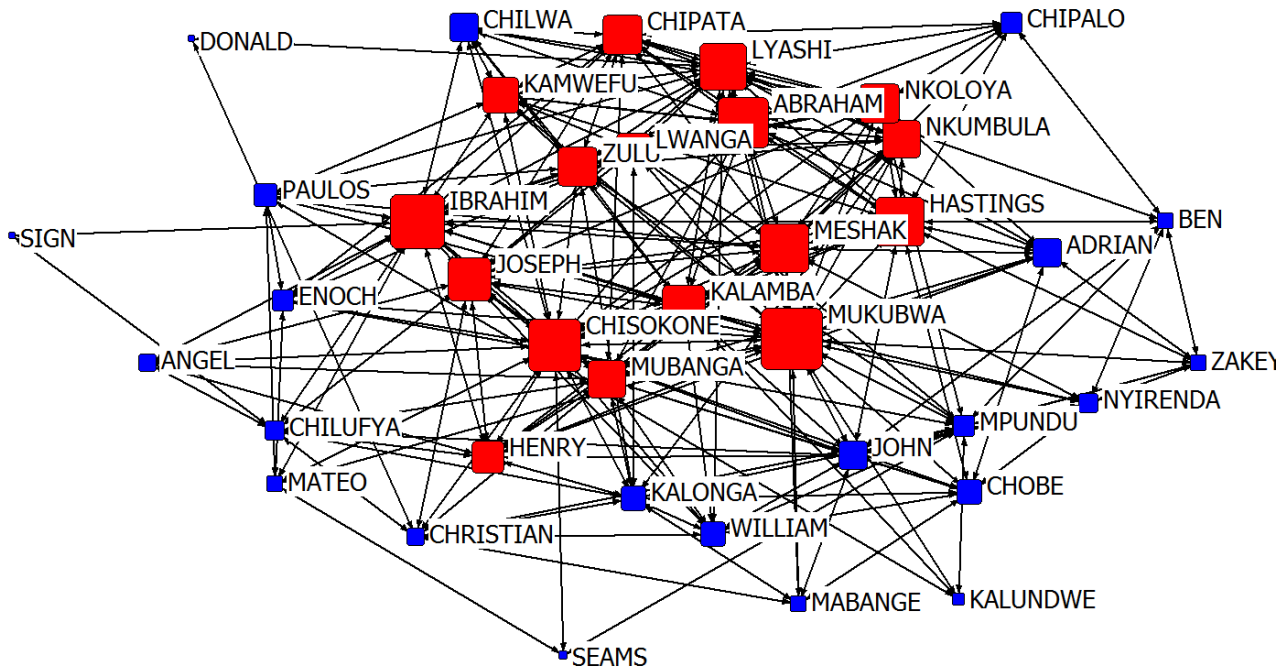 CHILWA
CHIPATA
CHIPALO
DONALD
LYASHI
KAMWEFU
ABRAHAM
NKOLOYA
NKUMBULA
ZULU
LWANGA
PAULOS
IBRAHIM
HASTINGS
BEN
SIGN
MESHAK
ADRIAN
JOSEPH
ENOCH
KALAMBA
CHISOKONE
MUKUBWA
ANGEL
MUBANGA
ZAKEY
NYIRENDA
CHILUFYA
MPUNDU
HENRY
JOHN
MATEO
KALONGA
CHOBE
CHRISTIAN
WILLIAM
MABANGE
KALUNDWE
SEAMS